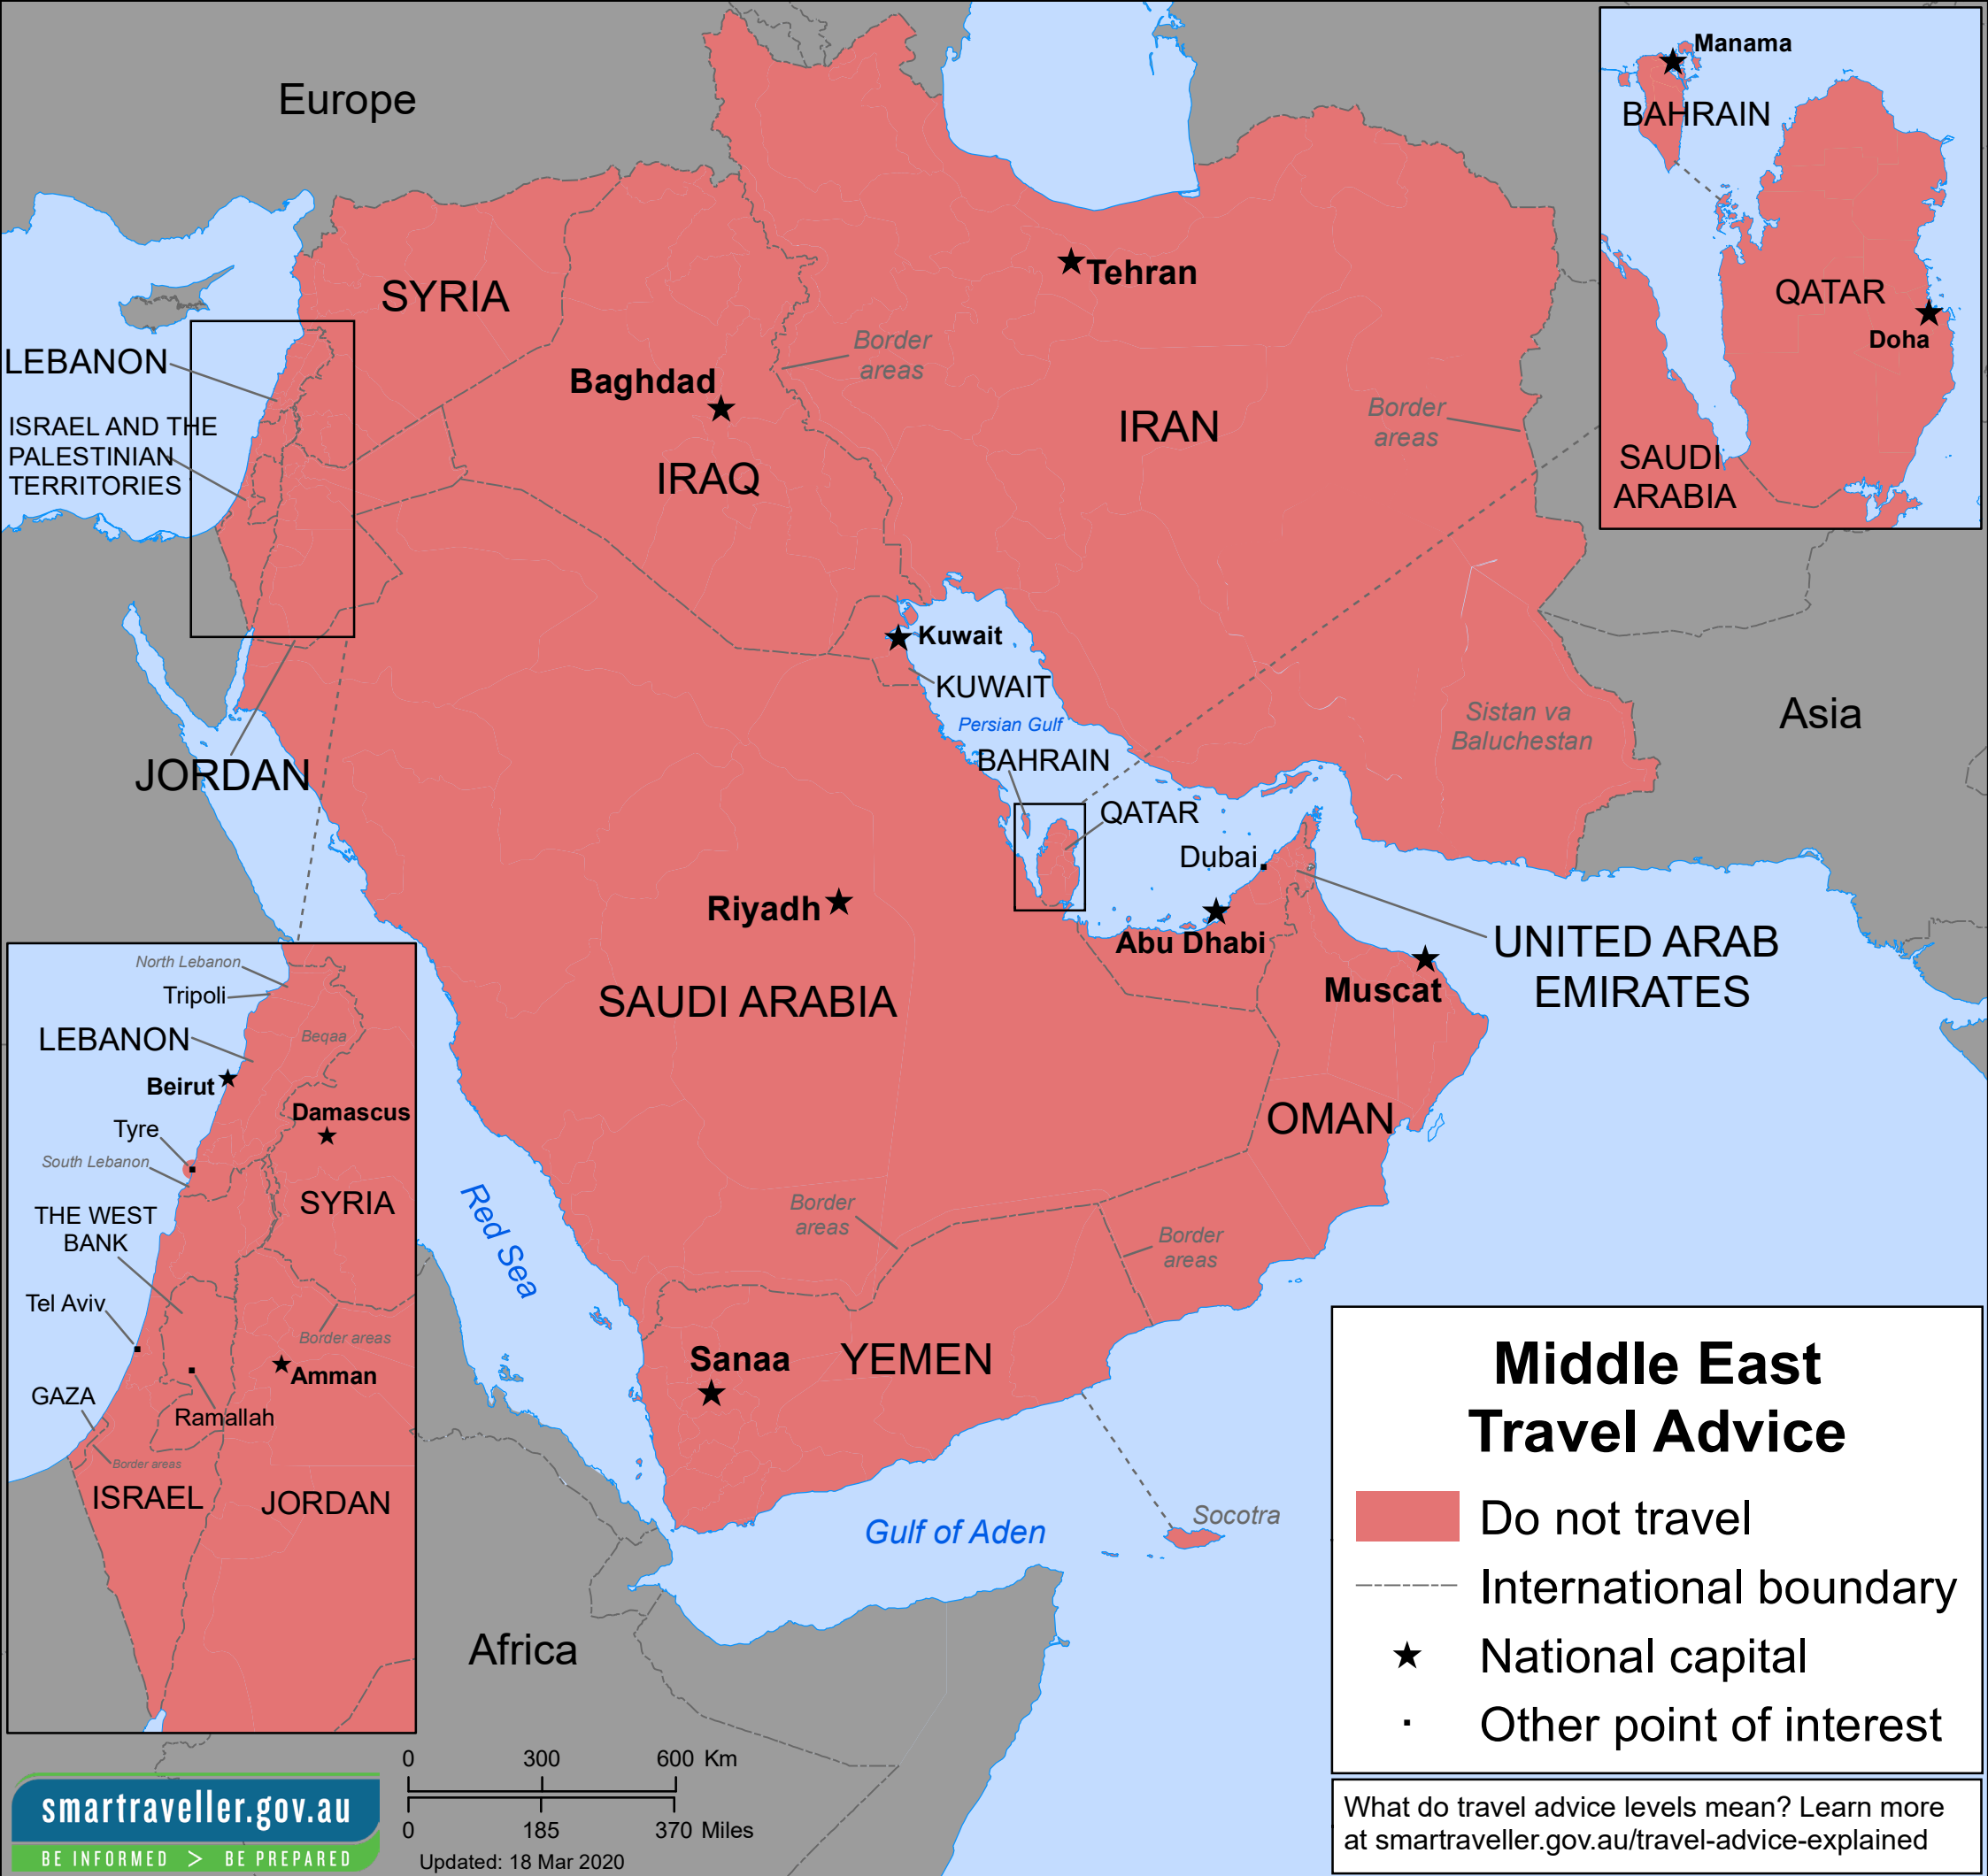 Europe
SYRIA
LEBANON
ISRAEL AND THE
PALESTINIAN
TERRITORIES
Baghdad
IRAQ
Border
areas
Tehran
IRAN
Border
areas
Manama
BAHRAIN
QATAR
Doha
SAUDI
ARABIA
Kuwait
KUWAIT
Persian Gulf
BAHRAIN
QATAR
Dubai
Sistan va
Baluchestan
Asia
JORDAN
Riyadh
SAUDI ARABIA
Abu Dhabi
UNITED ARAB
EMIRATES
Muscat
OMAN
Red Sea
Border
areas
Border
areas
Sanaa
YEMEN
Gulf of Aden
Socotra
Africa
North Lebanon
Tripoli
LEBANON
Beqaa
Beirut
Damascus
Tyre
South Lebanon
SYRIA
THE WEST
BANK
Tel Aviv
Border areas
Amman
GAZA
Ramallah
Border areas
ISRAEL
JORDAN
Middle East
Travel Advice
Do not travel
International boundary
National capital
Other point of interest
What do travel advice levels mean? Learn more
at smartraveller.gov.au/travel-advice-explained
smartraveller.gov.au
BE INFORMED > BE PREPARED
0 300 600 Km
0 185 370 Miles
Updated: 18 Mar 2020